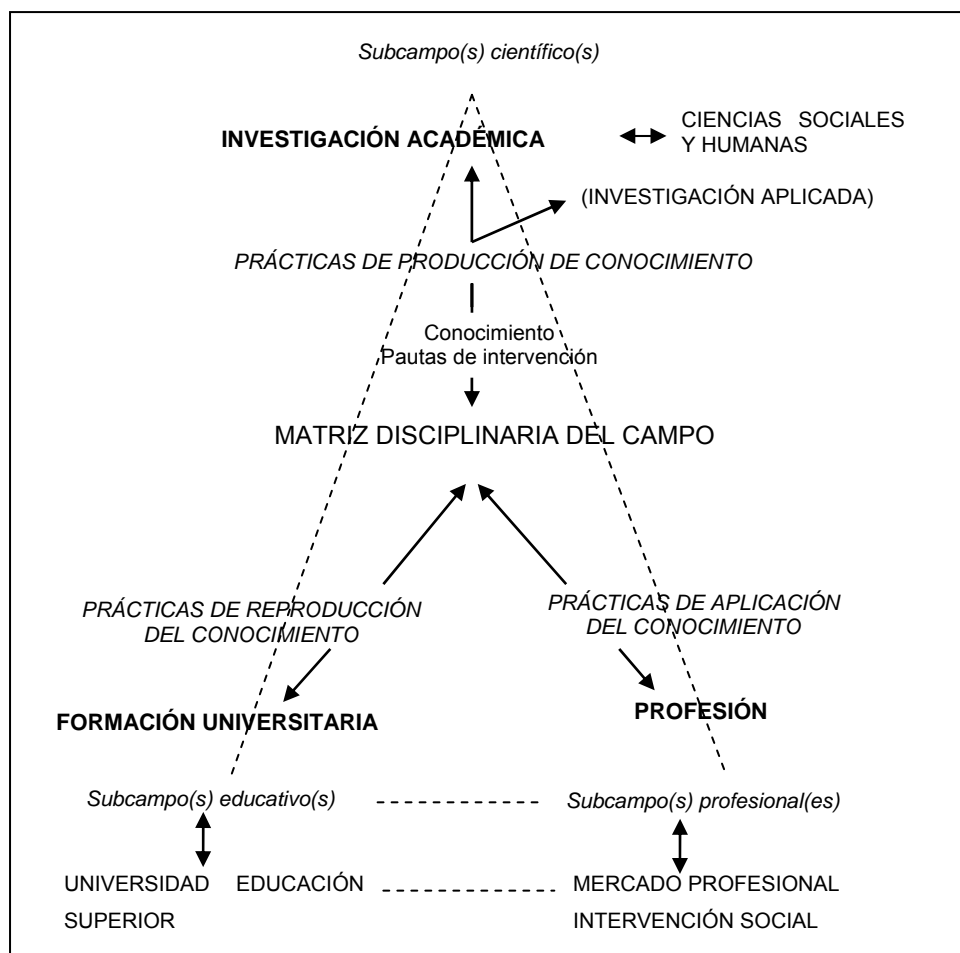 Subcampo(s) científico(s)
INVESTIGACIÓN ACADÉMICA
CIENCIAS SOCIALES
Y HUMANAS
(INVESTIGACIÓN APLICADA)
PRÁCTICAS DE PRODUCCIÓN DE CONOCIMIENTO
Conocimiento
Pautas de intervención
MATRIZ DISCIPLINARIA DEL CAMPO
PRÁCTICAS DE REPRODUCCIÓN
DEL CONOCIMIENTO
PRÁCTICAS DE APLICACIÓN
DEL CONOCIMIENTO
FORMACIÓN UNIVERSITARIA
PROFESIÓN
Subcampo(s) educativo(s)
Subcampo(s) profesional(es)
UNIVERSIDAD EDUCACIÓN
SUPERIOR
MERCADO PROFESIONAL
INTERVENCIÓN SOCIAL